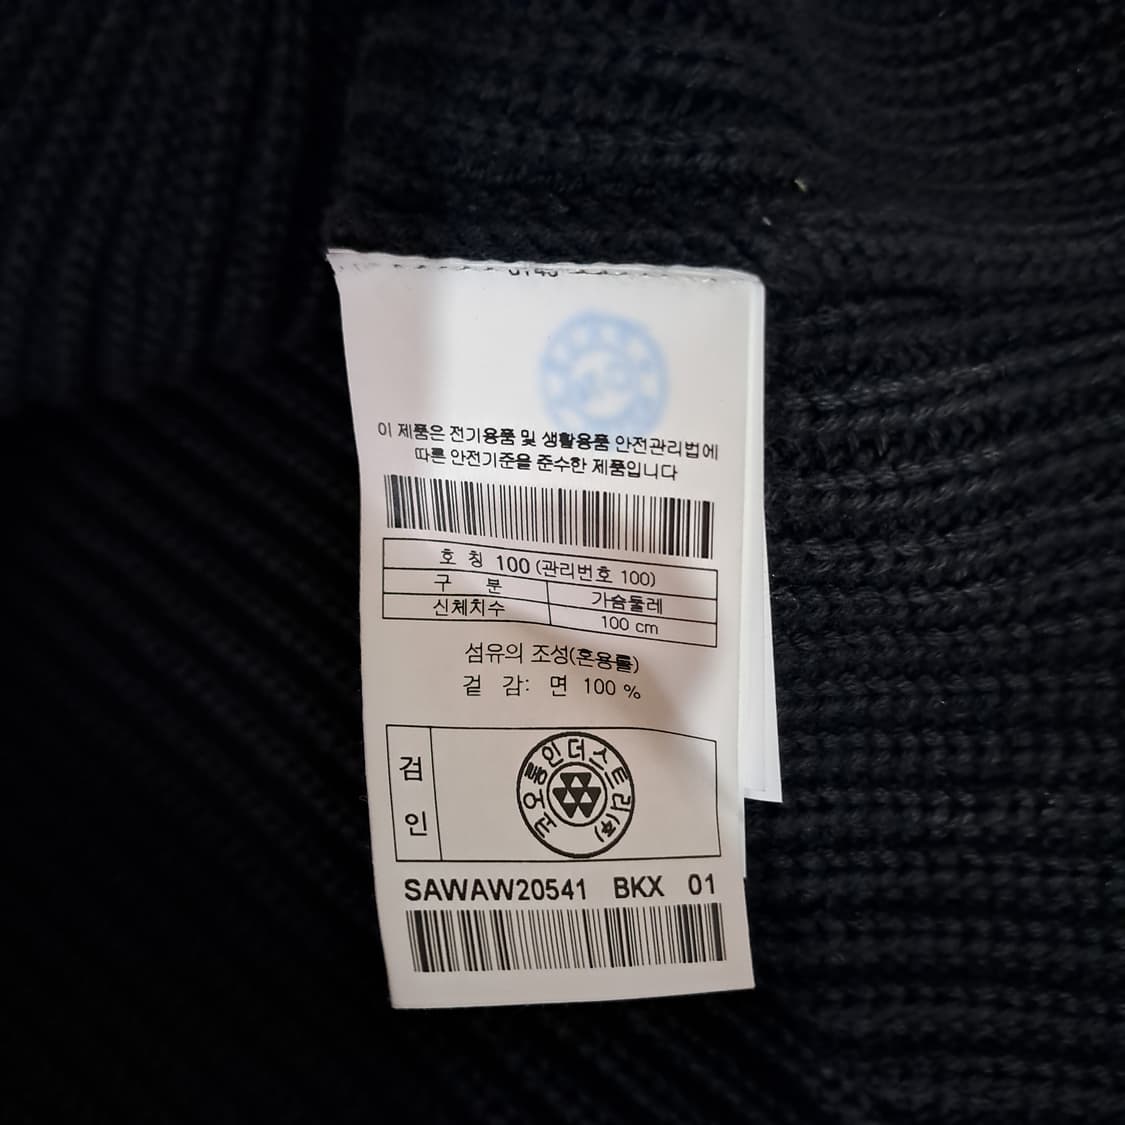 이 제품은 전기용품 및 생활용품 안전관리법에
따른 안전기준을 준수한 제품입니다
호 칭 100 (관리번호 100)
구 분 가슴둘레
신체치수 100 cm
섬유의 조성(혼용률)
겉 감: 면 100 %
검
인
코오롱인더스트리(주)
SAWAW20541 BKX 01